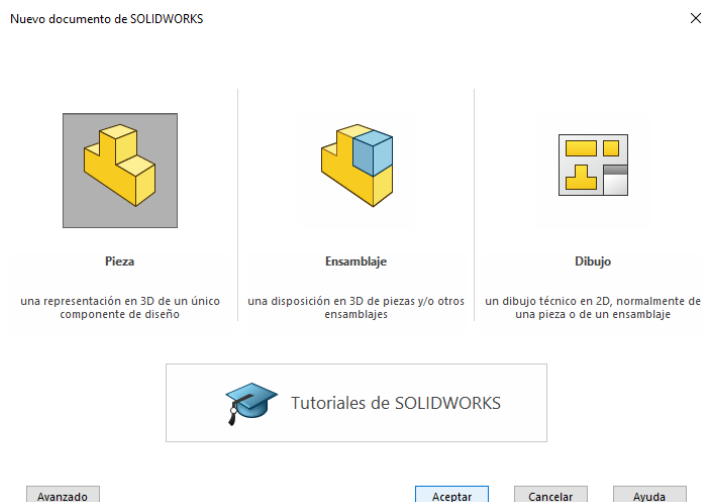 Nuevo documento de SOLIDWORKS
Pieza
una representación en 3D de un único
componente de diseño
Ensamblaje
una disposición en 3D de piezas y/o otros
ensamblajes
Dibujo
un dibujo técnico en 2D, normalmente de
una pieza o de un ensamblaje
Tutoriales de SOLIDWORKS
Avanzado
Aceptar
Cancelar
Ayuda